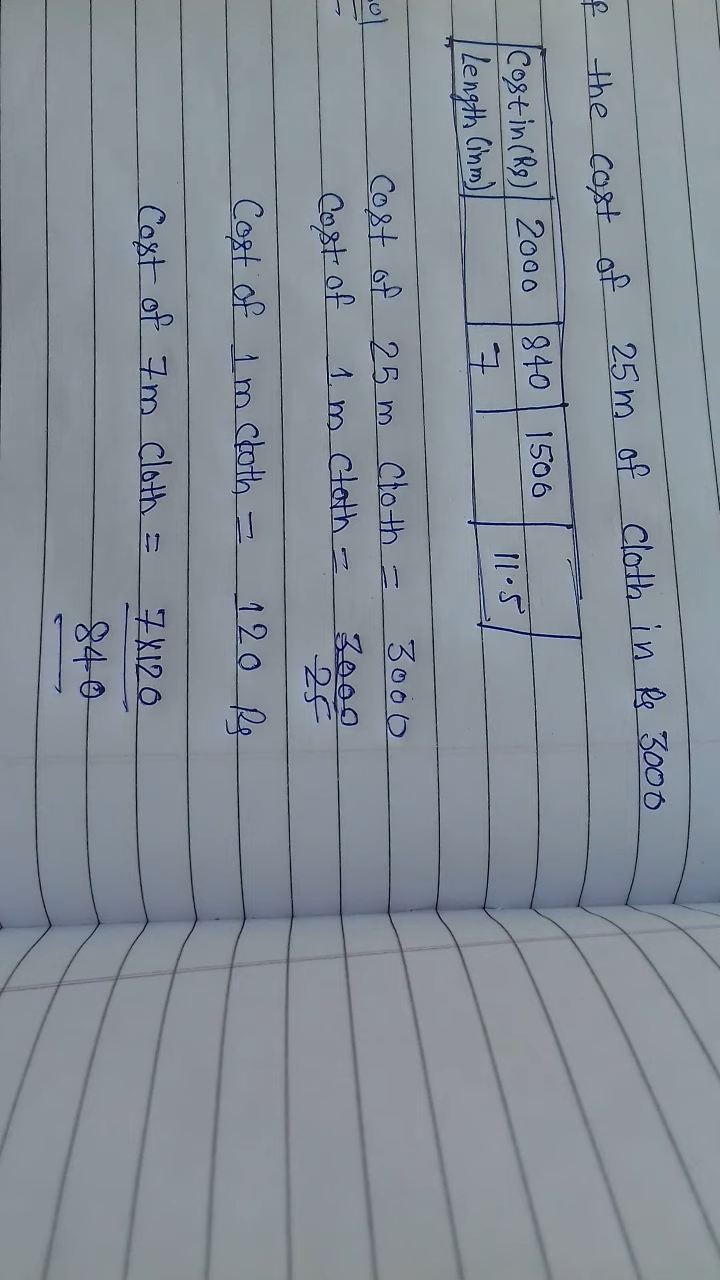 the cost of 25m of Cloth in Rs 3000
Cost in (Rs) 2000 840 1500
Length (in m) 7 11.5
Cost of 25 m Cloth = 3000
Cost of 1 m Cloth = 3000
25
Cost of 1m Cloth = 120 Rs
Cost of 7m Cloth = 7x120
840